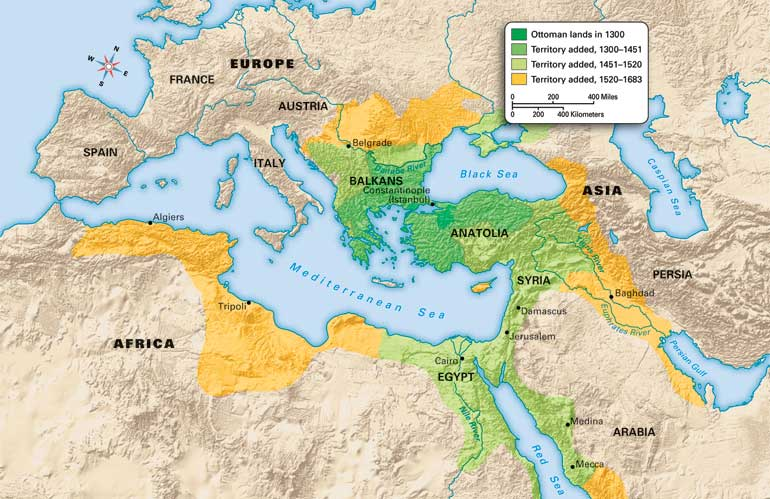 Ottoman lands in 1300
Territory added, 1300–1451
Territory added, 1451–1520
Territory added, 1520–1683
0 200 400 Miles
0 200 400 Kilometers
N
W
E
S
EUROPE
FRANCE
AUSTRIA
SPAIN
ITALY
Belgrade
BALKANS
Danube River
Constantinople
(Istanbul)
Black Sea
Caspian Sea
ASIA
ANATOLIA
Algiers
Mediterranean Sea
SYRIA
Tigris River
PERSIA
Baghdad
Euphrates River
Damascus
Jerusalem
Tripoli
AFRICA
Cairo
EGYPT
Nile River
Persian Gulf
Medina
ARABIA
Mecca
Red Sea